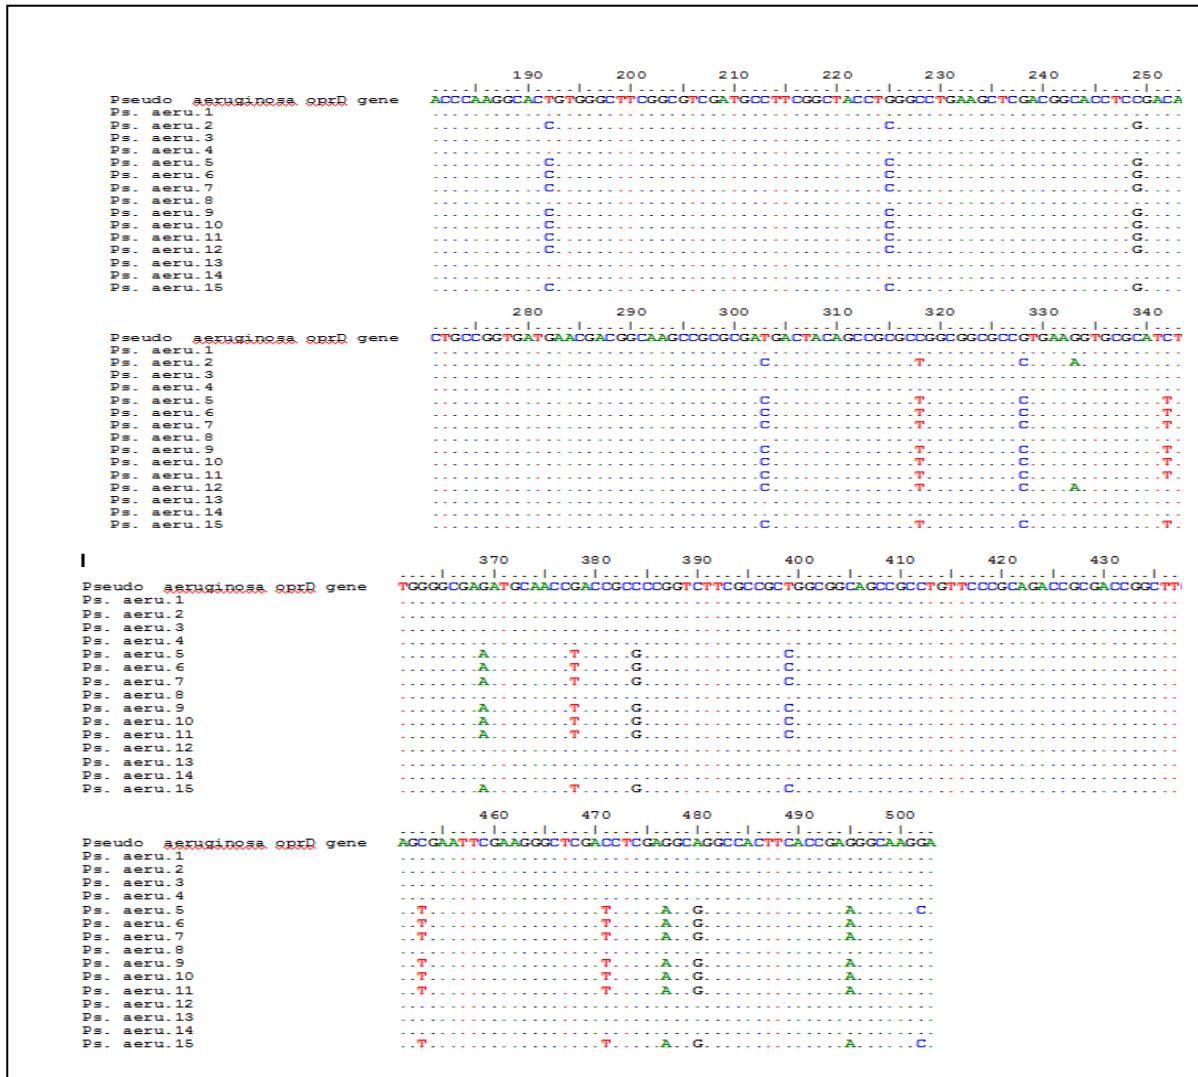 190 200 210 220 230 240 250
Pseudo aeruginosa oprD gene ACCCAAGGCACTGTGGGCTTCGGCGTCGATGCCTTCGGCTACCTGGGCCTGAAGCTCGACGGCACCTCCGACA
Ps. aeru.1
Ps. aeru.2 C C G
Ps. aeru.3
Ps. aeru.4
Ps. aeru.5 C C G
Ps. aeru.6 C C G
Ps. aeru.7 C C G
Ps. aeru.8
Ps. aeru.9 C C G
Ps. aeru.10 C C G
Ps. aeru.11 C C G
Ps. aeru.12 C C G
Ps. aeru.13
Ps. aeru.14
Ps. aeru.15 C C G
280 290 300 310 320 330 340
Pseudo aeruginosa oprD gene CTGCCGGTGATGAACGACGGCAAGCCGCGCGATGACTACAGCCGCGCCGGCGGCGCCGTGAAGGTGCGCATCT
Ps. aeru.1
Ps. aeru.2 C T C A
Ps. aeru.3
Ps. aeru.4
Ps. aeru.5 C T C T
Ps. aeru.6 C T C T
Ps. aeru.7 C T C T
Ps. aeru.8
Ps. aeru.9 C T C T
Ps. aeru.10 C T C T
Ps. aeru.11 C T C T
Ps. aeru.12 C T C A
Ps. aeru.13
Ps. aeru.14
Ps. aeru.15 C T C T
370 380 390 400 410 420 430
Pseudo aeruginosa oprD gene TGGGGCGAGATGCAACCGACCGCCCCGGTCTTCGCCGCTGGCGGCAGCCGCCTGTTCCCGCAGACCGCGACCGGCTT
Ps. aeru.1
Ps. aeru.2
Ps. aeru.3
Ps. aeru.4
Ps. aeru.5 A T G C
Ps. aeru.6 A T G C
Ps. aeru.7 A T G C
Ps. aeru.8
Ps. aeru.9 A T G C
Ps. aeru.10 A T G C
Ps. aeru.11 A T G C
Ps. aeru.12
Ps. aeru.13
Ps. aeru.14
Ps. aeru.15 A T G C
460 470 480 490 500
Pseudo aeruginosa oprD gene AGCGAATTCGAAGGGCTCGACCTCGAGGCAGGCCACTTCACCGAGGGCAAGGA
Ps. aeru.1
Ps. aeru.2
Ps. aeru.3
Ps. aeru.4
Ps. aeru.5 T T A G A C
Ps. aeru.6 T T A G A
Ps. aeru.7 T T A G A
Ps. aeru.8
Ps. aeru.9 T T A G A
Ps. aeru.10 T T A G A
Ps. aeru.11 T T A G A
Ps. aeru.12
Ps. aeru.13
Ps. aeru.14
Ps. aeru.15 T T A G A C